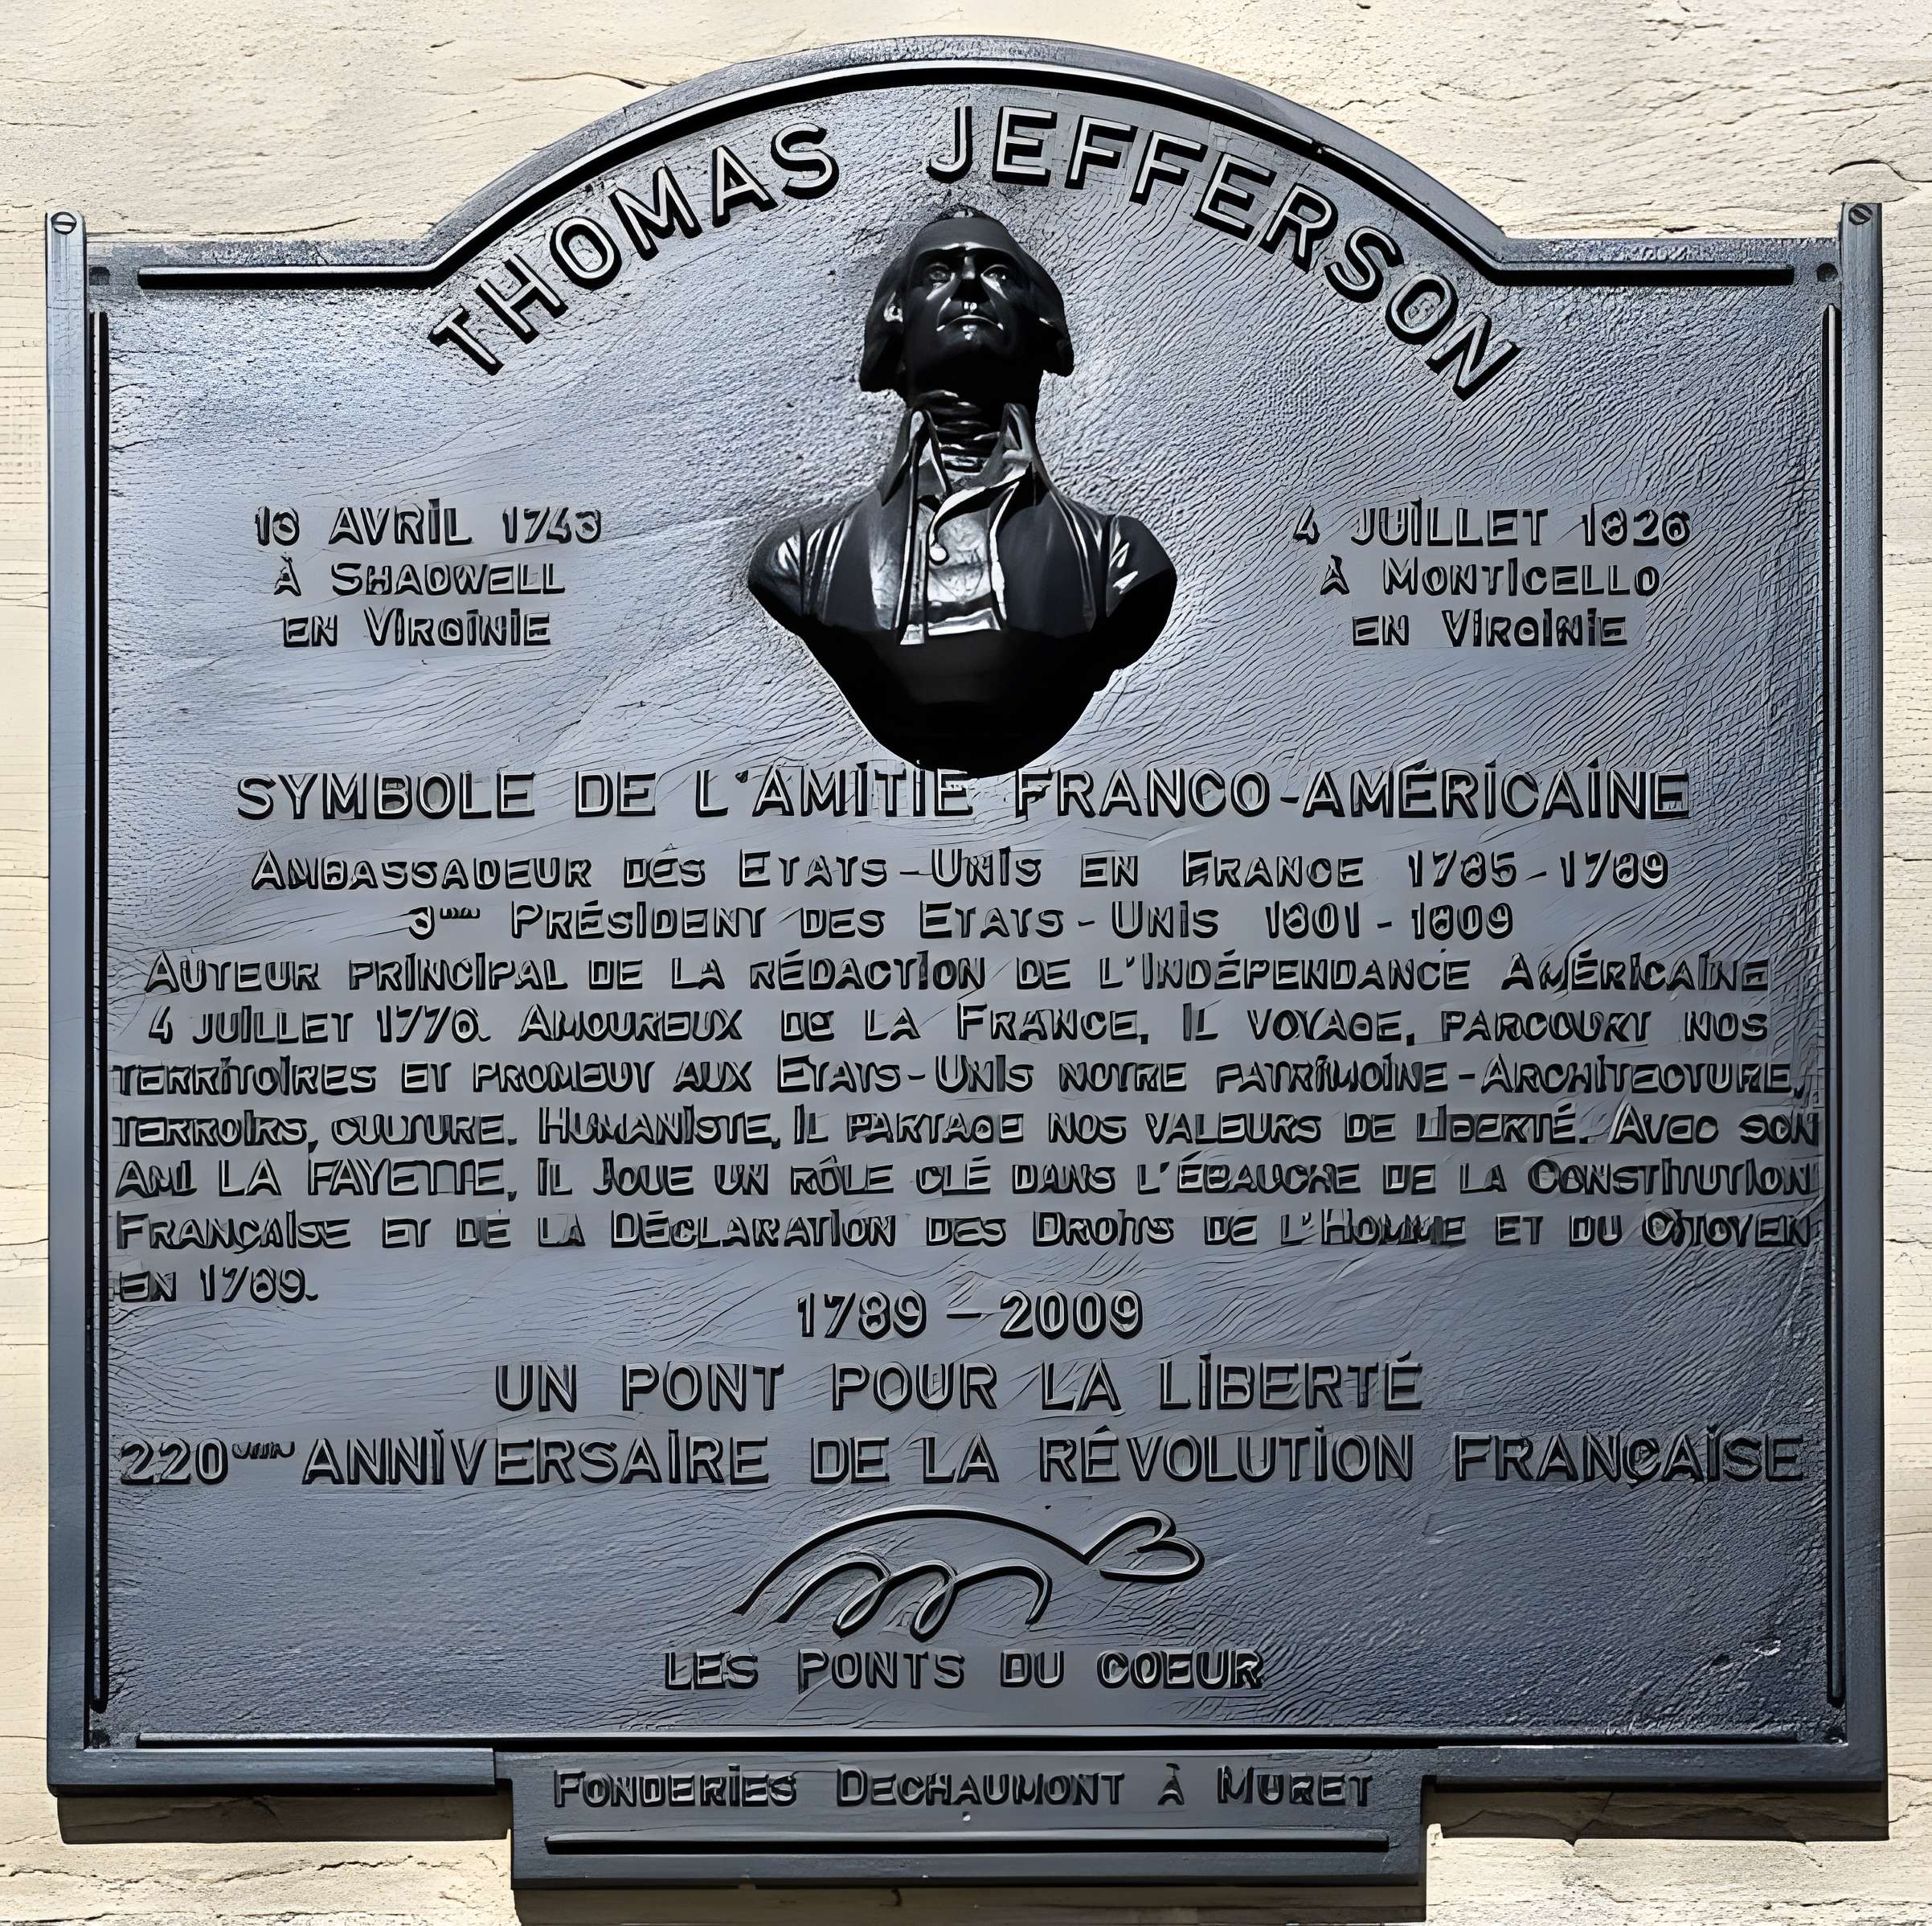 THOMAS JEFFERSON
13 AVRIL 1743
À SHADWELL
EN VIRGINIE
4 JUILLET 1826
À MONTICELLO
EN VIRGINIE
SYMBOLE DE L'AMITIE FRANCO-AMÉRICAINE
AMBASSADEUR DES ETATS-UNIS EN FRANCE 1785-1789
3ème PRÉSIDENT DES ETATS-UNIS 1801-1809
AUTEUR PRINCIPAL DE LA RÉDACTION DE L'INDÉPENDANCE AMÉRICAINE
4 JUILLET 1776. AMOUREUX DE LA FRANCE, IL VOYAGE, PARCOURT NOS
TERRITOIRES ET PROMEUT AUX ETATS-UNIS NOTRE PATRIMOINE-ARCHITECTURE,
TERROIRS, CULTURE. HUMANISTE, IL PARTAGE NOS VALEURS DE LIBERTÉ. AVEC SON
AMI LA FAYETTE, IL JOUE UN RÔLE CLÉ DANS L'ÉBAUCHE DE LA CONSTITUTION
FRANÇAISE ET DE LA DÉCLARATION DES DROITS DE L'HOMME ET DU CITOYEN
EN 1789.
1789 - 2009
UN PONT POUR LA LIBERTÉ
220ème ANNIVERSAIRE DE LA RÉVOLUTION FRANÇAISE
LES PONTS DU COEUR
FONDERIES DECHAUMONT À MURET